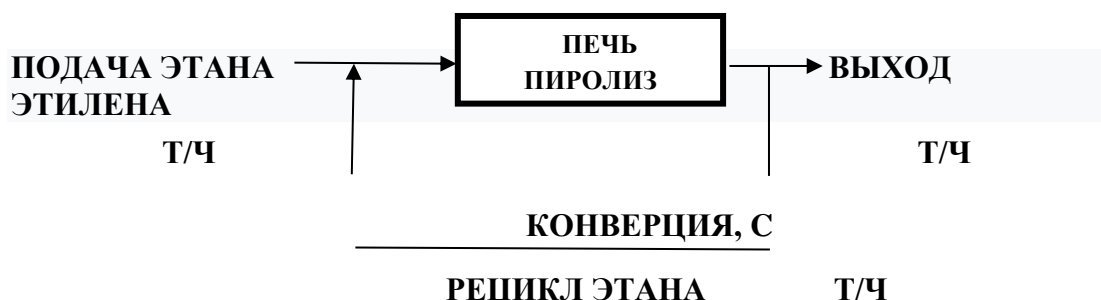 ПЕЧЬ
ПИРОЛИЗ
ПОДАЧА ЭТАНА
ВЫХОД
ЭТИЛЕНА
Т/Ч
Т/Ч
КОНВЕРЦИЯ, С
РЕЦИКЛ ЭТАНА
Т/Ч